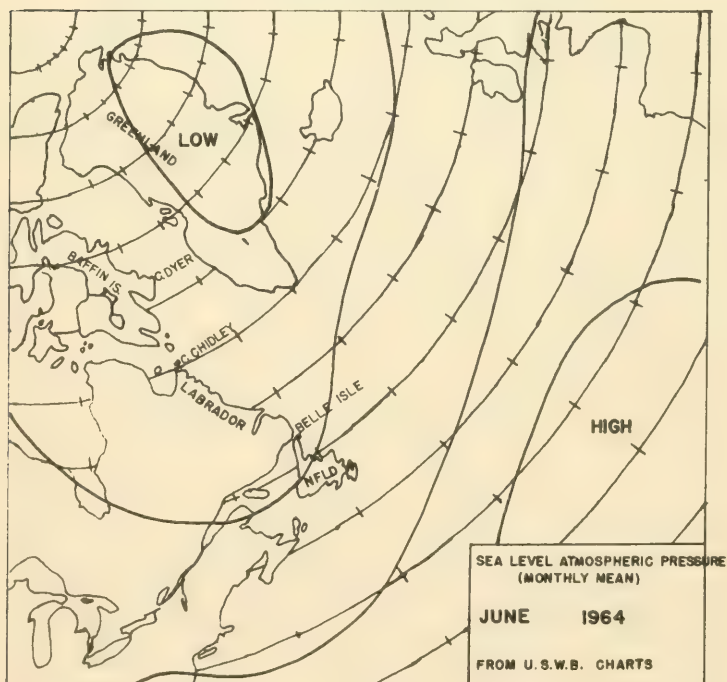 GREENLAND
LOW
BAFFIN IS.
C. DYER
C. CHIDLEY
LABRADOR
BELLE ISLE
NFLD
HIGH
SEA LEVEL ATMOSPHERIC PRESSURE
(MONTHLY MEAN)
JUNE 1964
FROM U.S.W.B. CHARTS